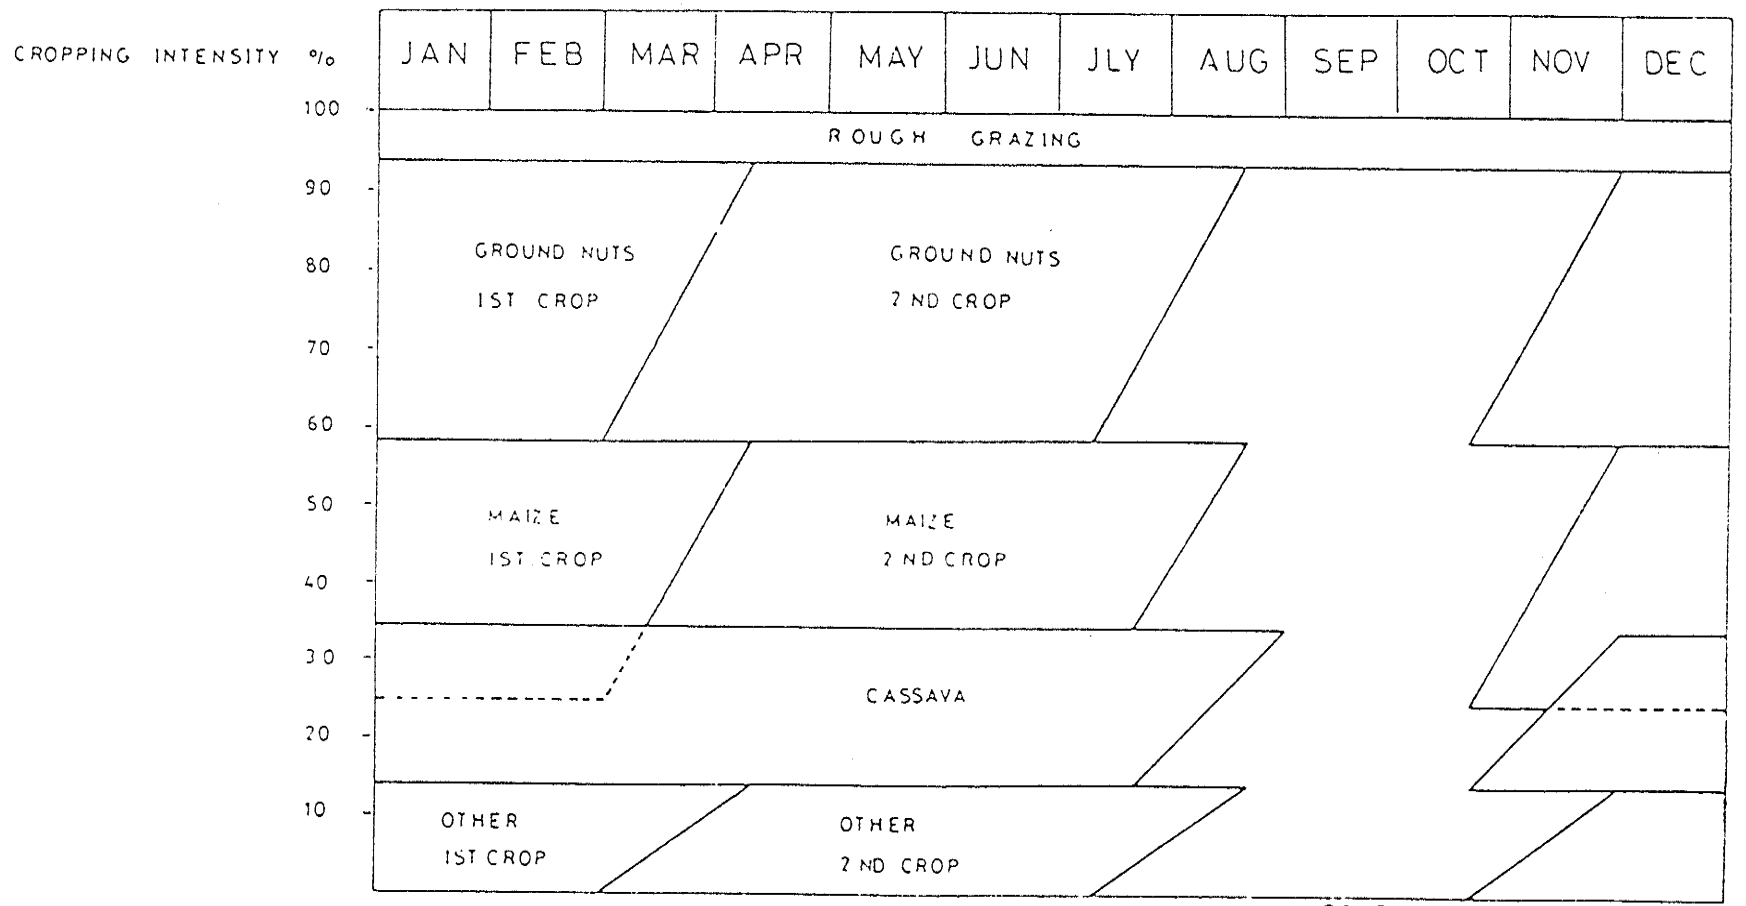 CROPPING INTENSITY %
JAN FEB MAR APR MAY JUN JLY AUG SEP OCT NOV DEC
100
ROUGH GRAZING
90
GROUND NUTS
1ST CROP
GROUND NUTS
2 ND CROP
80
70
60
50
MAIZE
1ST CROP
MAIZE
2 ND CROP
40
30
CASSAVA
20
10
OTHER
1ST CROP
OTHER
2 ND CROP